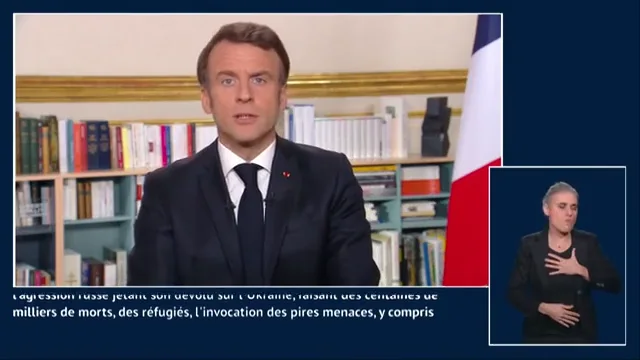 l'agression russe jetant son dévolu sur l'Ukraine, faisant des centaines de
milliers de morts, des réfugiés, l'invocation des pires menaces, y compris